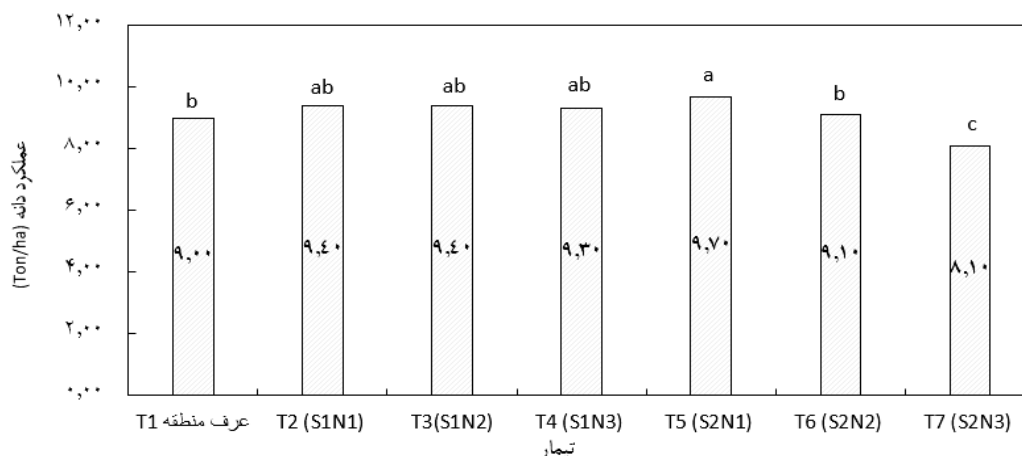 ۱۲,۰۰
۱۰,۰۰
۸,۰۰
۶,۰۰
۴,۰۰
۲,۰۰
۰,۰۰
عملکرد دانه (Ton/ha)
b ab ab ab a b c
۹,۰۰ ۹,٤۰ ۹,٤۰ ۹,۳۰ ۹,۷۰ ۹,۱۰ ۸,۱۰
T1 عرف منطقه T2 (S1N1) T3(S1N2) T4 (S1N3) T5 (S2N1) T6 (S2N2) T7 (S2N3)
تیمار